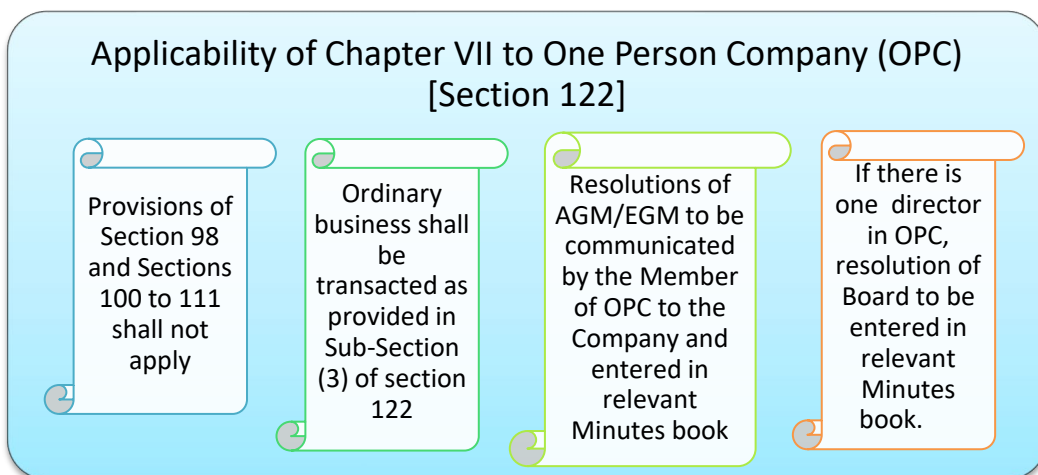 Applicability of Chapter VII to One Person Company (OPC)
[Section 122]
Provisions of
Section 98
and Sections
100 to 111
shall not
apply
Ordinary
business shall
be
transacted as
provided in
Sub-Section
(3) of section
122
Resolutions of
AGM/EGM to be
communicated
by the Member
of OPC to the
Company and
entered in
relevant
Minutes book
If there is
one director
in OPC,
resolution of
Board to be
entered in
relevant
Minutes
book.